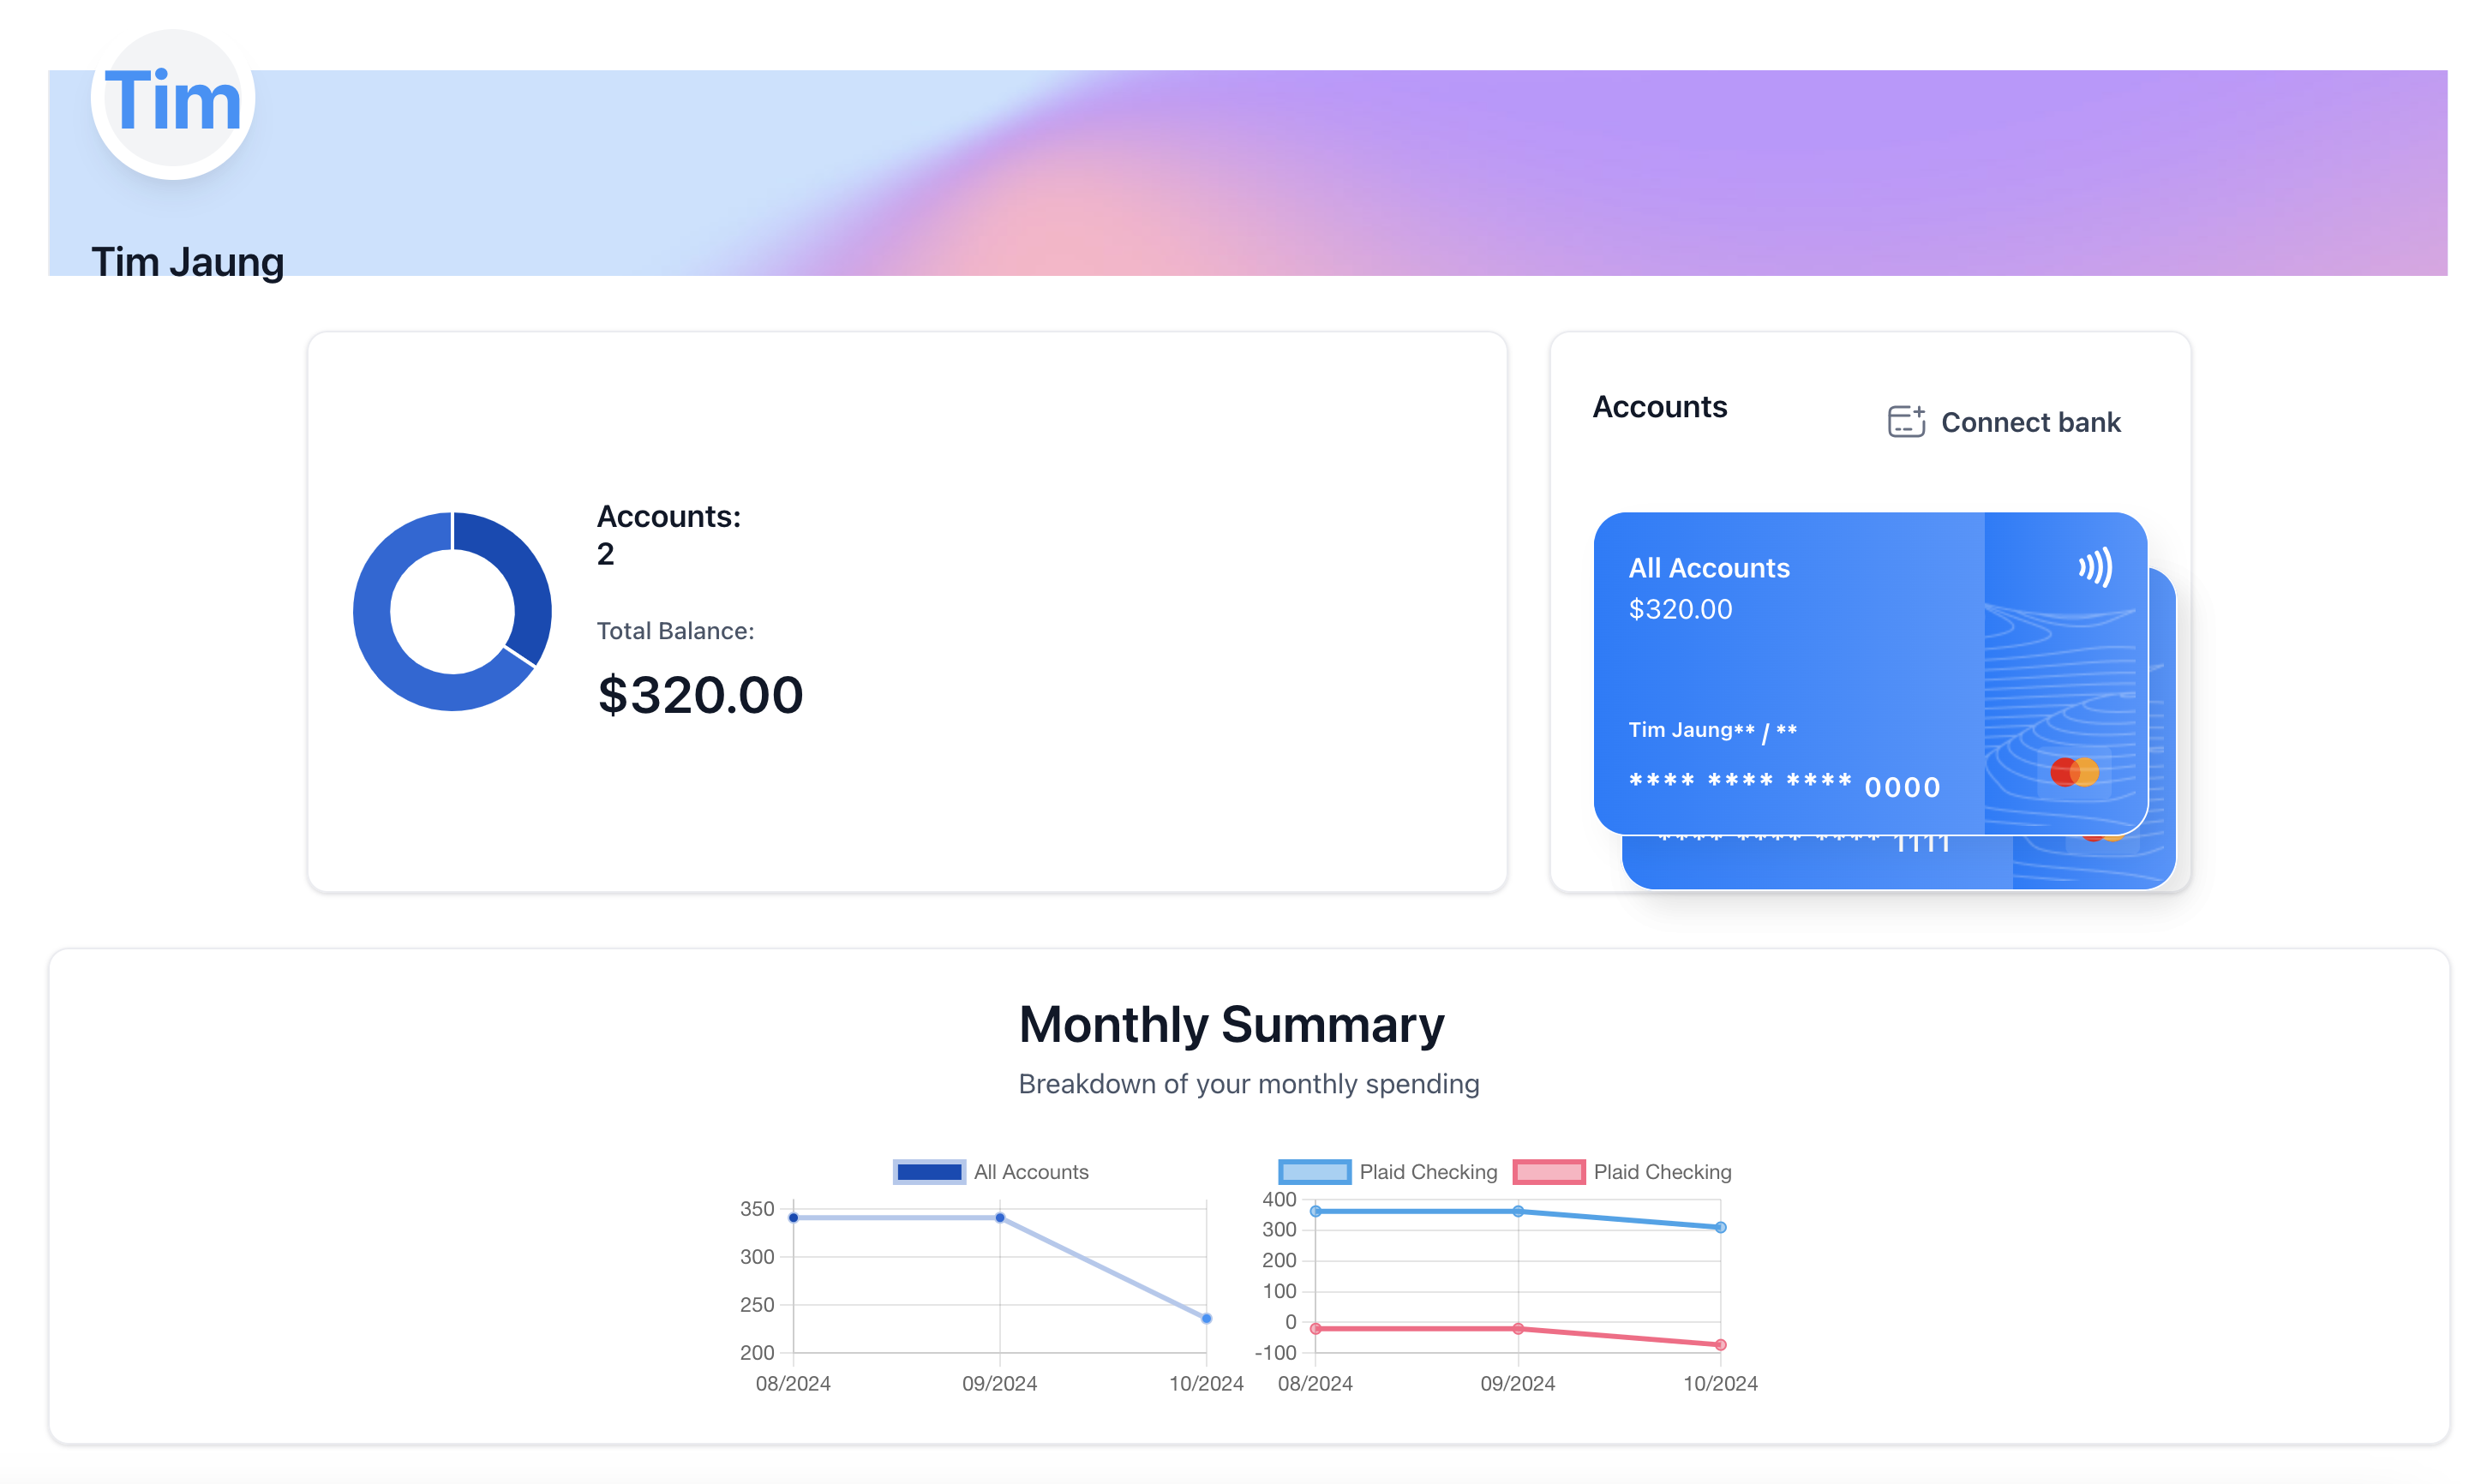 Tim
Tim Jaung
Accounts:
2
Total Balance:
$320.00
Accounts
Connect bank
All Accounts
$320.00
Tim Jaung** / **
**** **** **** 0000
**** **** **** 1111
Monthly Summary
Breakdown of your monthly spending
All Accounts
350
300
250
200
08/2024 09/2024 10/2024
Plaid Checking Plaid Checking
400
300
200
100
0
-100
08/2024 09/2024 10/2024